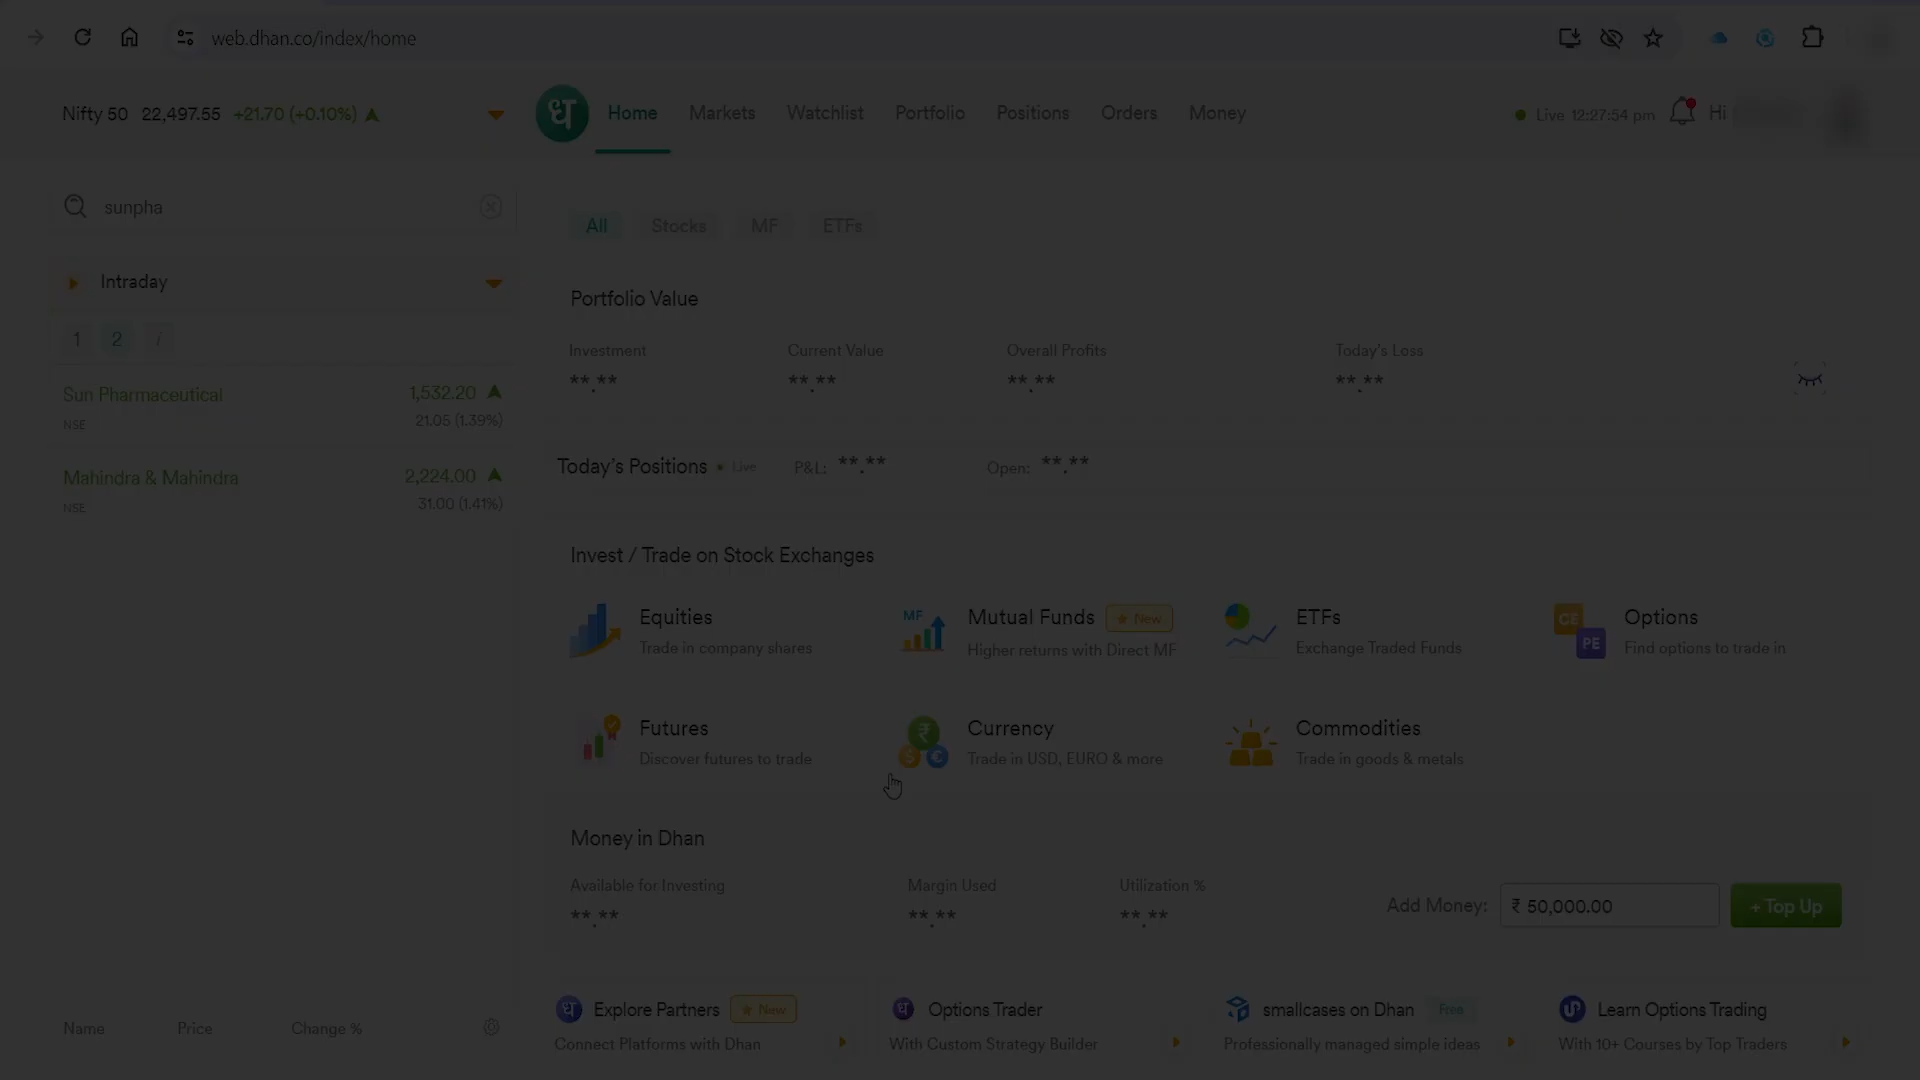 web.dhan.co/index/home
Nifty 50 22,497.55 +21.70 (+0.10%)
ध
Home Markets Watchlist Portfolio Positions Orders Money
Live 12:27:54 pm
Hi
sunpha
All Stocks MF ETFs
Intraday
1 2 i
Sun Pharmaceutical 1,532.20
NSE 21.05 (1.39%)
Mahindra & Mahindra 2,224.00
NSE 31.00 (1.41%)
Name Price Change %
Portfolio Value
Investment Current Value Overall Profits Today's Loss
**.** **.** **.** **.**
Today's Positions Live P&L: **.** Open: **.**
Invest / Trade on Stock Exchanges
Equities
Trade in company shares
MF
Mutual Funds New
Higher returns with Direct MF
ETFs
Exchange Traded Funds
CE
PE
Options
Find options to trade in
Futures
Discover futures to trade
₹
$ €
Currency
Trade in USD, EURO & more
Commodities
Trade in goods & metals
Money in Dhan
Available for Investing Margin Used Utilization %
**.** **.** **.**
Add Money: ₹ 50,000.00 + Top Up
ध Explore Partners New
Connect Platforms with Dhan
ध Options Trader
With Custom Strategy Builder
smallcases on Dhan Free
Professionally managed simple ideas
Learn Options Trading
With 10+ Courses by Top Traders